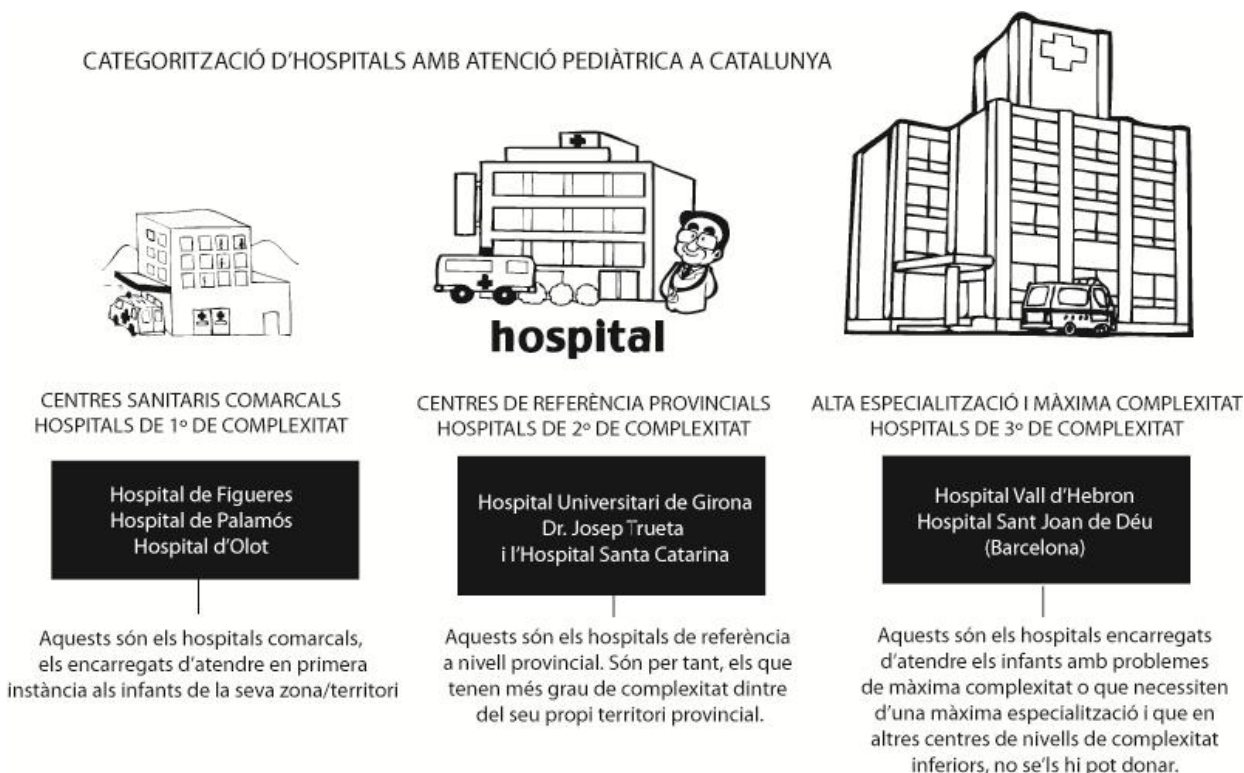 CATEGORITZACIÓ D'HOSPITALS AMB ATENCIÓ PEDIÀTRICA A CATALUNYA
hospital
CENTRES SANITARIS COMARCALS
HOSPITALS DE 1º DE COMPLEXITAT
Hospital de Figueres
Hospital de Palamós
Hospital d'Olot
Aquests són els hospitals comarcals,
els encarregats d'atendre en primera
instància als infants de la seva zona/territori
CENTRES DE REFERÈNCIA PROVINCIALS
HOSPITALS DE 2º DE COMPLEXITAT
Hospital Universitari de Girona
Dr. Josep Trueta
i l'Hospital Santa Catarina
Aquests són els hospitals de referència
a nivell provincial. Són per tant, els que
tenen més grau de complexitat dintre
del seu propi territori provincial.
ALTA ESPECIALITZACIÓ I MÀXIMA COMPLEXITAT
HOSPITALS DE 3º DE COMPLEXITAT
Hospital Vall d'Hebron
Hospital Sant Joan de Déu
(Barcelona)
Aquests són els hospitals encarregats
d'atendre els infants amb problemes
de màxima complexitat o que necessiten
d'una màxima especialització i que en
altres centres de nivells de complexitat
inferiors, no se'ls hi pot donar.